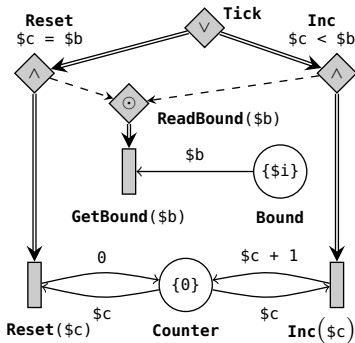 Reset
$c = $b
Tick
Inc
$c < $b
∨
∧
∧
⊙
ReadBound($b)
$b
{$i}
GetBound($b)
Bound
0
$c + 1
{0}
$c
$c
Reset($c)
Counter
Inc($c)